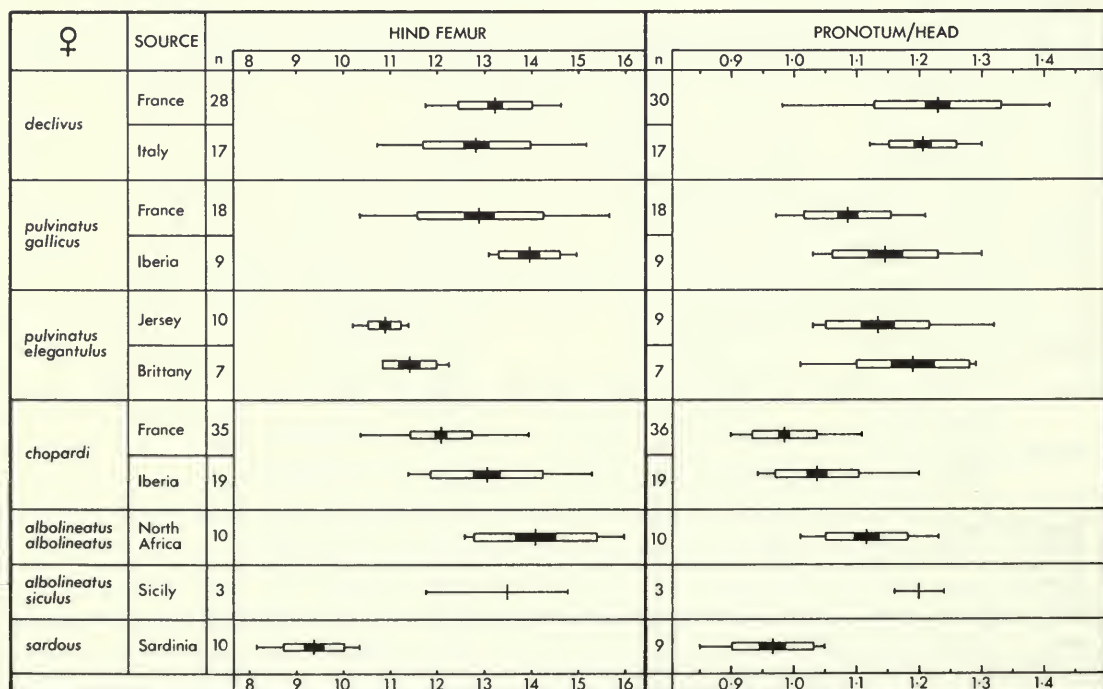 ♀ SOURCE n HIND FEMUR n PRONOTUM/HEAD
8 9 10 11 12 13 14 15 16 0·9 1·0 1·1 1·2 1·3 1·4
declivus
France 28 30
Italy 17 17
pulvinatus
gallicus
France 18 18
Iberia 9 9
pulvinatus
elegantulus
Jersey 10 9
Brittany 7 7
chopardi
France 35 36
Iberia 19 19
albolineatus
albolineatus
North
Africa
10 10
albolineatus
siculus
Sicily 3 3
sardous Sardinia 10 9
8 9 10 11 12 13 14 15 16 0·9 1·0 1·1 1·2 1·3 1·4